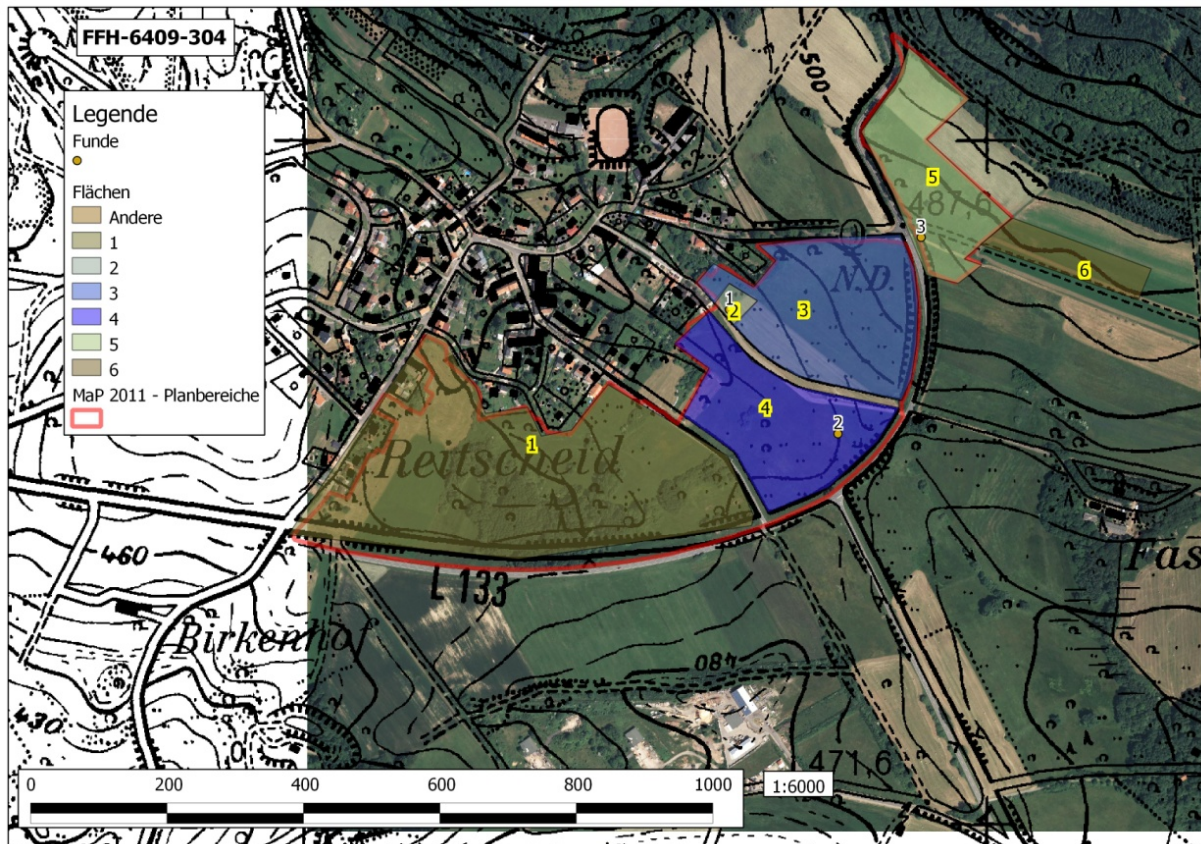 FFH-6409-304
Legende
Funde
Flächen
Andere
1
2
3
4
5
6
MaP 2011 - Planbereiche
500
5
487,6
3
6
N.D.
1
2
3
4
2
1
Reitscheid
460
L 133
Birkenhof
Fas
480
430
471,6
0 200 400 600 800 1000
1:6000